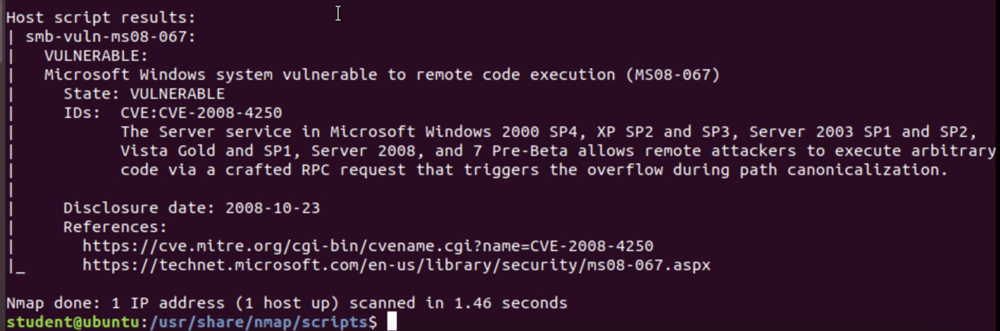 Host script results:
| smb-vuln-ms08-067:
|   VULNERABLE:
|   Microsoft Windows system vulnerable to remote code execution (MS08-067)
|     State: VULNERABLE
|     IDs:  CVE:CVE-2008-4250
|           The Server service in Microsoft Windows 2000 SP4, XP SP2 and SP3, Server 2003 SP1 and SP2,
|           Vista Gold and SP1, Server 2008, and 7 Pre-Beta allows remote attackers to execute arbitrary
|           code via a crafted RPC request that triggers the overflow during path canonicalization.
|
|     Disclosure date: 2008-10-23
|     References:
|       https://cve.mitre.org/cgi-bin/cvename.cgi?name=CVE-2008-4250
|_      https://technet.microsoft.com/en-us/library/security/ms08-067.aspx
Nmap done: 1 IP address (1 host up) scanned in 1.46 seconds
student@ubuntu:/usr/share/nmap/scripts$